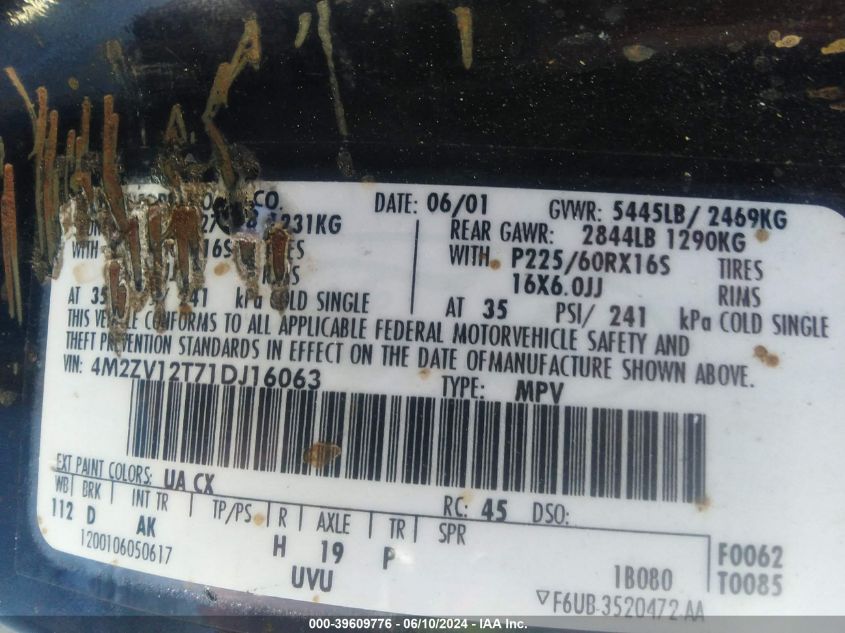 CO. DATE: 06/01 GVWR: 5445LB/ 2469KG
1231KG REAR GAWR: 2844LB 1290KG
WITH 16S WITH P225/60RX16S TIRES
16X6.0JJ RIMS
AT 35 241 kPa COLD SINGLE AT 35 PSI/ 241 kPa COLD SINGLE
THIS VEHICLE CONFORMS TO ALL APPLICABLE FEDERAL MOTORVEHICLE SAFETY AND
THEFT PREVENTION STANDARDS IN EFFECT ON THE DATE OF MANUFACTURE SHOWN ABOVE.
VIN: 4M2ZV12T71DJ16063 TYPE: MPV
EXT PAINT COLORS: UA CX RC: 45 DSO:
WB BRK INT TR TP/PS R AXLE TR SPR
112 D AK H 19 P
F0062
1200106050617 UVU 1B080 T0085
F6UB-3520472-AA
000-39609776 - 06/10/2024 - IAA Inc.